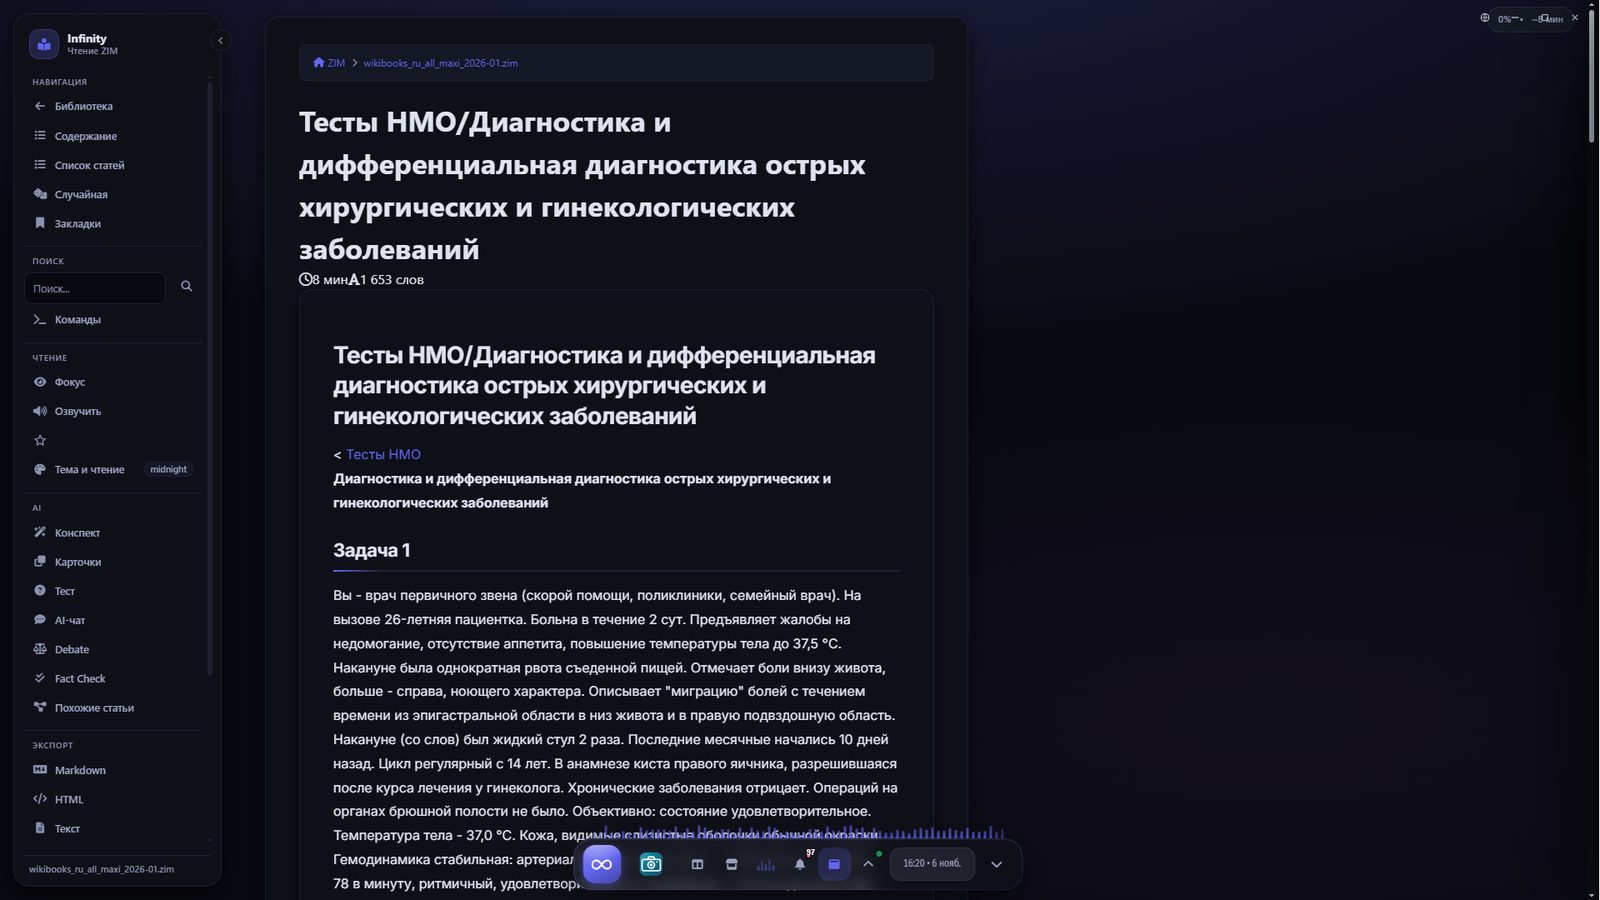 Infinity
Чтение ZIM
НАВИГАЦИЯ
Библиотека
Содержание
Список статей
Случайная
Закладки
ПОИСК
Поиск...
Команды
ЧТЕНИЕ
Фокус
Озвучить
Тема и чтение midnight
AI
Конспект
Карточки
Тест
AI-чат
Debate
Fact Check
Похожие статьи
ЭКСПОРТ
Markdown
HTML
Текст
wikibooks_ru_all_maxi_2026-01.zim
ZIM > wikibooks_ru_all_maxi_2026-01.zim
0% • ~8 мин
Тесты НМО/Диагностика и
дифференциальная диагностика острых
хирургических и гинекологических
заболеваний
8 мин 1 653 слов
Тесты НМО/Диагностика и дифференциальная
диагностика острых хирургических и
гинекологических заболеваний
< Тесты НМО
Диагностика и дифференциальная диагностика острых хирургических и
гинекологических заболеваний
Задача 1
Вы - врач первичного звена (скорой помощи, поликлиники, семейный врач). На
вызове 26-летняя пациентка. Больна в течение 2 сут. Предъявляет жалобы на
недомогание, отсутствие аппетита, повышение температуры тела до 37,5 °С.
Накануне была однократная рвота съеденной пищей. Отмечает боли внизу живота,
больше - справа, ноющего характера. Описывает "миграцию" болей с течением
времени из эпигастральной области в низ живота и в правую подвздошную область.
Накануне (со слов) был жидкий стул 2 раза. Последние месячные начались 10 дней
назад. Цикл регулярный с 14 лет. В анамнезе киста правого яичника, разрешившаяся
после курса лечения у гинеколога. Хронические заболевания отрицает. Операций на
органах брюшной полости не было. Объективно: состояние удовлетворительное.
Температура тела - 37,0 °С. Кожа, видимые слизистые оболочки обычной окраски.
Гемодинамика стабильная: артериал
78 в минуту, ритмичный, удовлетвори
97
16:20 • 6 нояб.